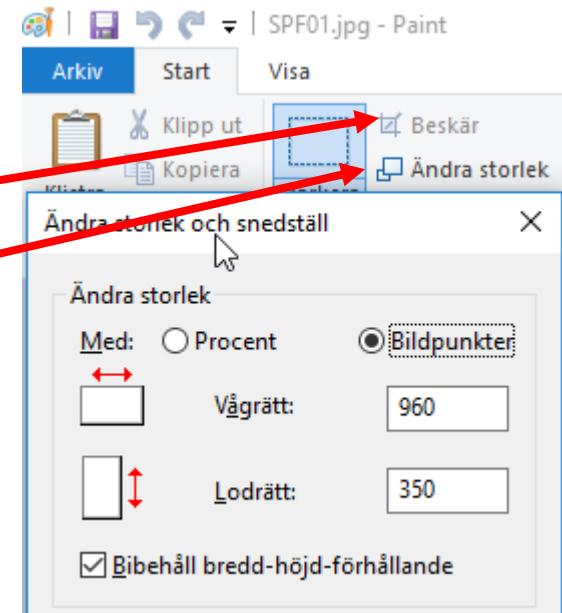 SPF01.jpg - Paint
Arkiv Start Visa
Klipp ut
Beskär
Kopiera
Ändra storlek
Ändra storlek och snedställ
Ändra storlek
Med: Procent Bildpunkter
Vågrätt: 960
Lodrätt: 350
Bibehåll bredd-höjd-förhållande